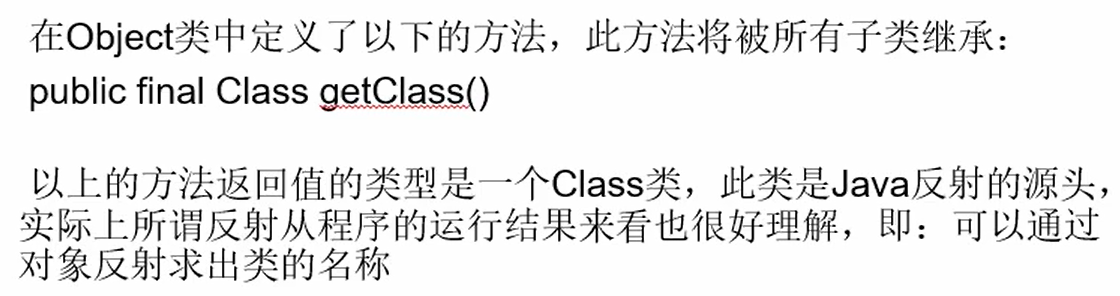 在Object类中定义了以下的方法，此方法将被所有子类继承：
public final Class getClass()
以上的方法返回值的类型是一个Class类，此类是Java反射的源头，
实际上所谓反射从程序的运行结果来看也很好理解，即：可以通过
对象反射求出类的名称